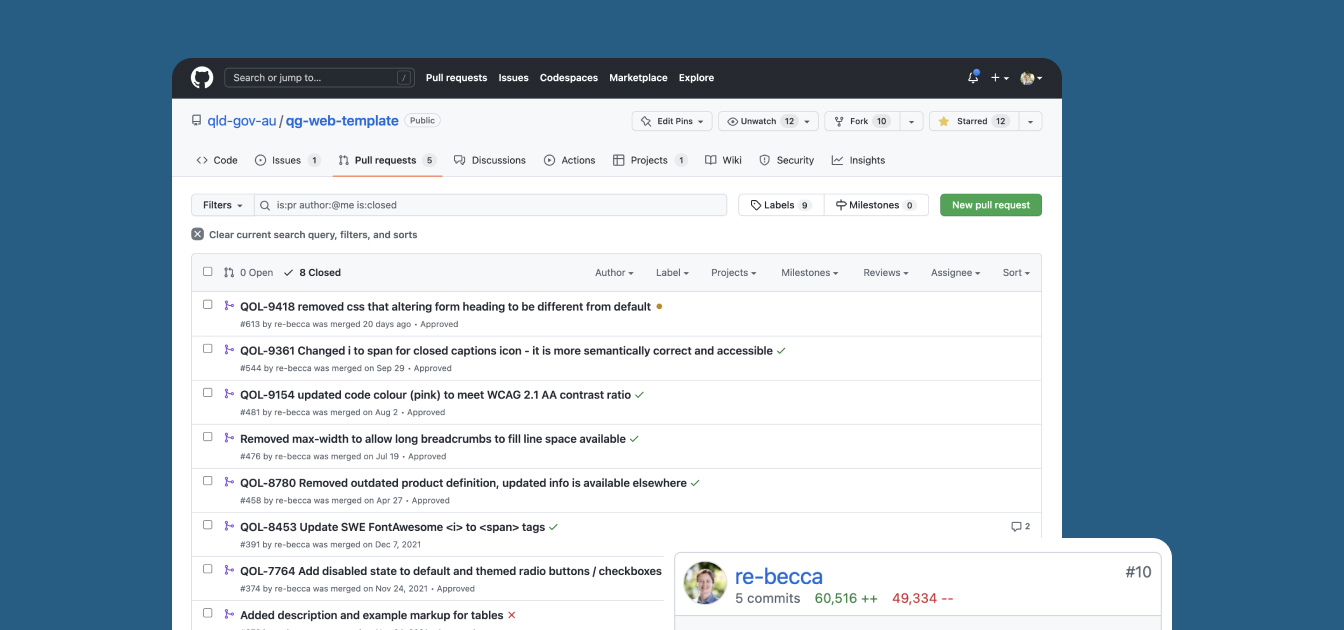 Search or jump to... / Pull requests Issues Codespaces Marketplace Explore
qld-gov-au / qg-web-template Public Edit Pins Unwatch 12 Fork 10 Starred 12
Code Issues 1 Pull requests 5 Discussions Actions Projects 1 Wiki Security Insights
Filters is:pr author:@me is:closed Labels 9 Milestones 0 New pull request
Clear current search query, filters, and sorts
0 Open 8 Closed Author Label Projects Milestones Reviews Assignee Sort
QOL-9418 removed css that altering form heading to be different from default
#613 by re-becca was merged 20 days ago • Approved
QOL-9361 Changed i to span for closed captions icon - it is more semantically correct and accessible
#544 by re-becca was merged on Sep 29 • Approved
QOL-9154 updated code colour (pink) to meet WCAG 2.1 AA contrast ratio
#481 by re-becca was merged on Aug 2 • Approved
Removed max-width to allow long breadcrumbs to fill line space available
#476 by re-becca was merged on Jul 19 • Approved
QOL-8780 Removed outdated product definition, updated info is available elsewhere
#458 by re-becca was merged on Apr 27 • Approved
QOL-8453 Update SWE FontAwesome <i> to <span> tags 2
#391 by re-becca was merged on Dec 7, 2021
QOL-7764 Add disabled state to default and themed radio buttons / checkboxes
#374 by re-becca was merged on Nov 24, 2021 • Approved
Added description and example markup for tables
re-becca #10
5 commits 60,516 ++ 49,334 --